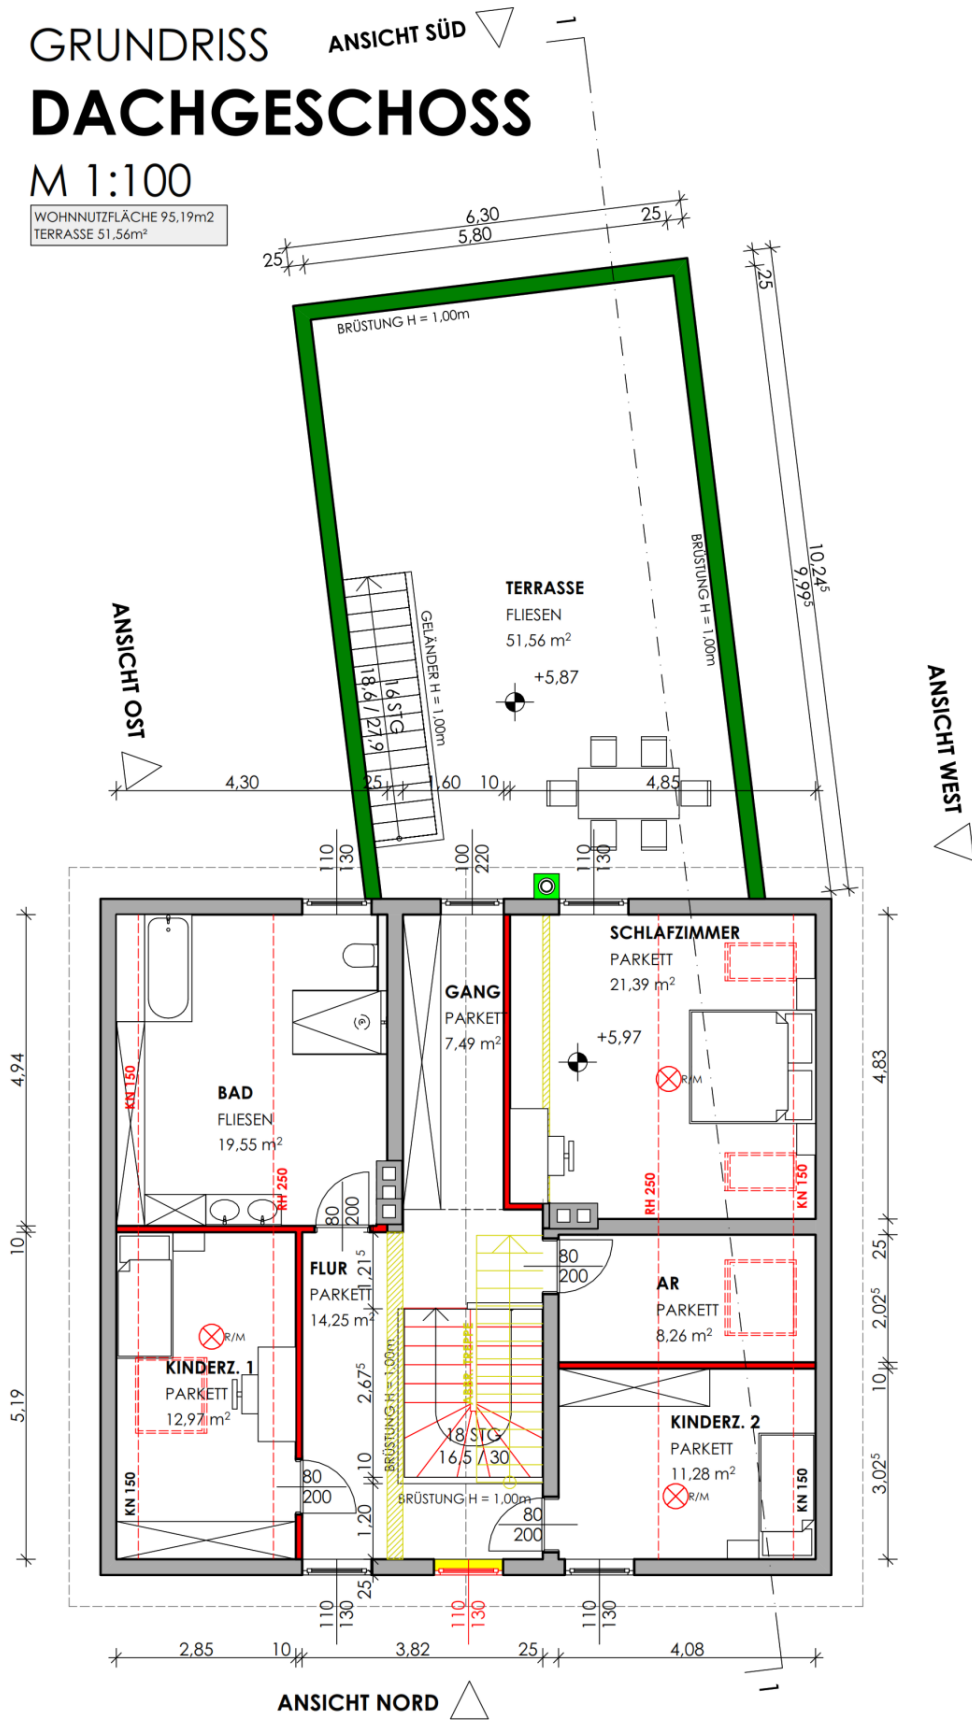 GRUNDRISS
DACHGESCHOSS
M 1:100
WOHNNUTZFLÄCHE 95,19m2
TERRASSE 51,56m²
ANSICHT SÜD
1
6,30
25
5,80
25
25
BRÜSTUNG H = 1,00m
BRÜSTUNG H = 1,00m
10,24⁵
9,99⁵
TERRASSE
FLIESEN
51,56 m²
+5,87
GELÄNDER H = 1,00m
16 STG
18,6 / 27,9
ANSICHT OST
ANSICHT WEST
4,30
25
1,60
10
4,85
110
130
100
220
110
130
SCHLAFZIMMER
PARKETT
21,39 m²
+5,97
R/M
GANG
PARKETT
7,49 m²
BAD
FLIESEN
19,55 m²
KN 150
RH 250
RH 250
KN 150
4,94
4,83
80
200
10
25
FLUR
PARKETT
14,25 m²
1,21⁵
80
200
AR
PARKETT
8,26 m²
2,02⁵
R/M
KINDERZ. 1
PARKETT
12,97 m²
2,67⁵
BRÜSTUNG H = 1,00m
10
5,19
KINDERZ. 2
PARKETT
11,28 m²
R/M
18 STG
16,5 / 30
KN 150
80
200
10
BRÜSTUNG H = 1,00m
1,20
80
200
KN 150
3,02⁵
25
110
130
110
130
110
130
2,85
10
3,82
25
4,08
1
ANSICHT NORD